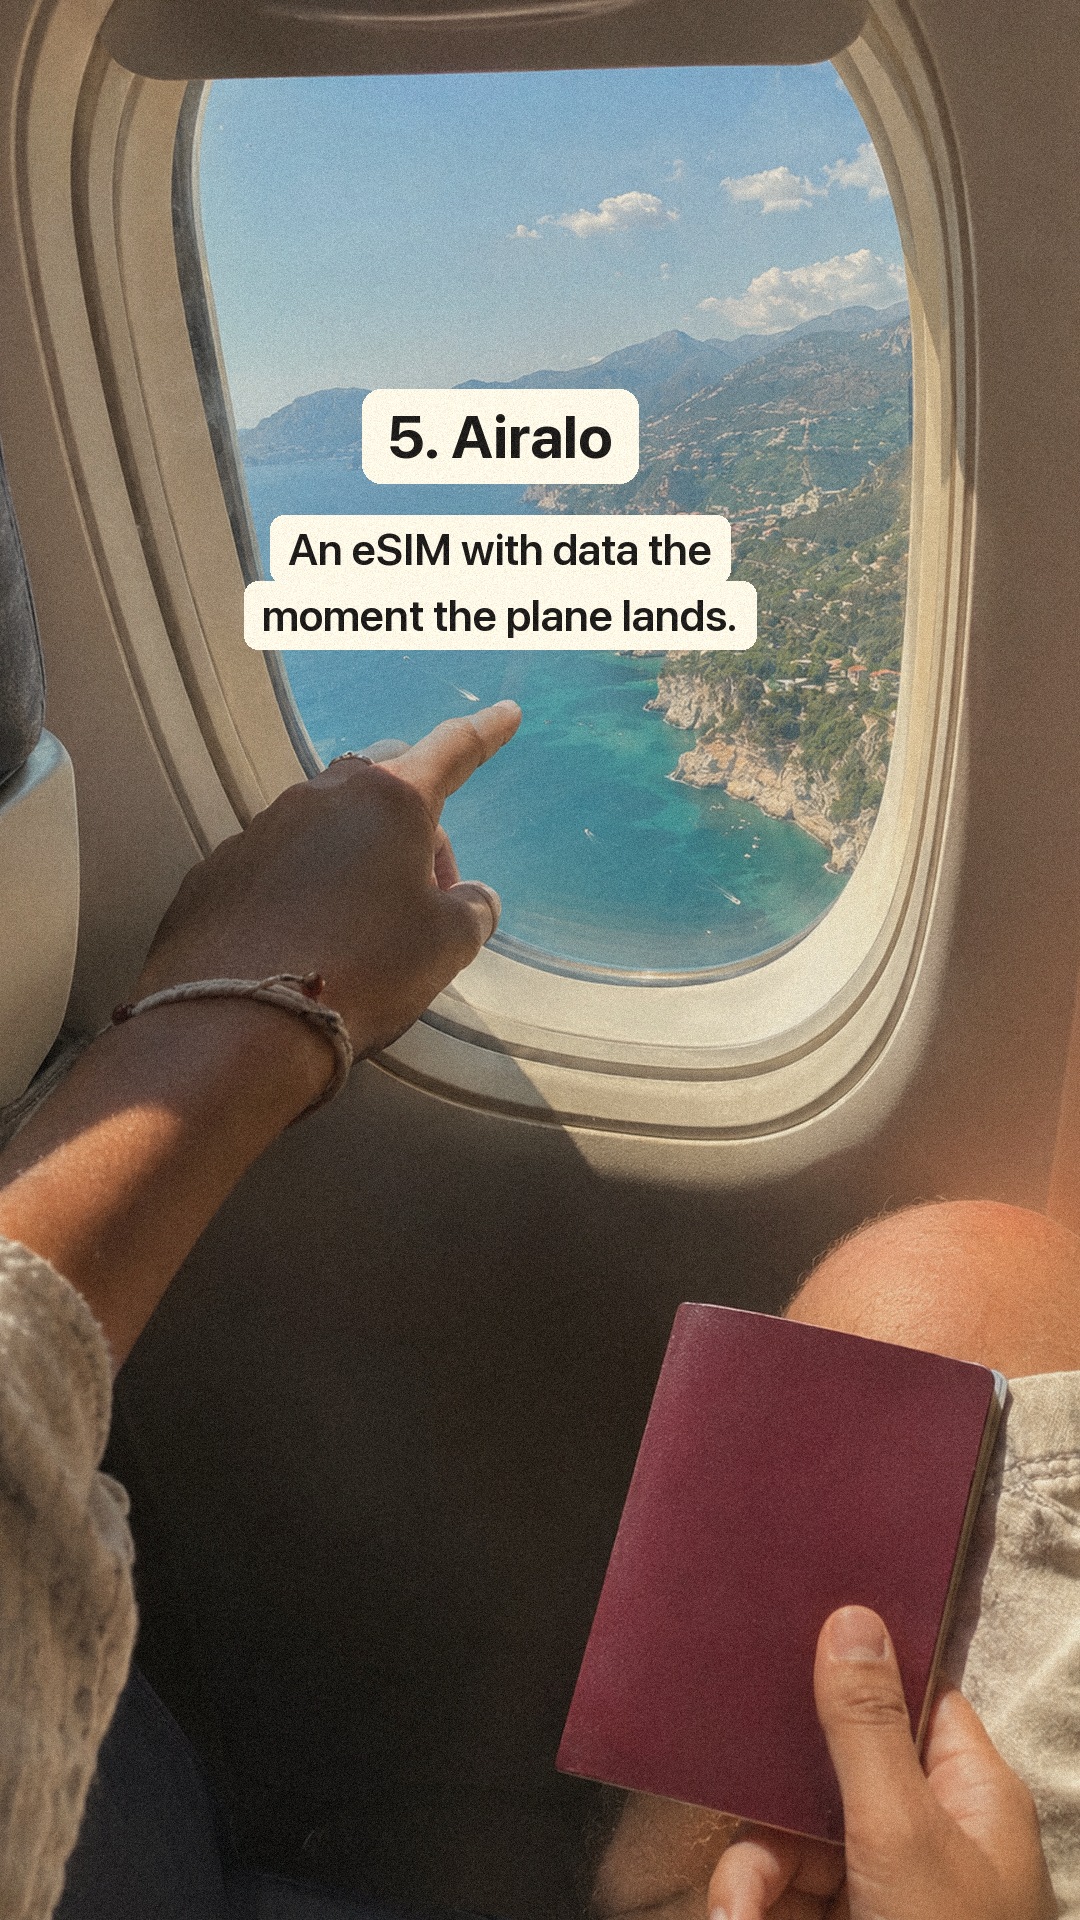 5. Airalo
An eSIM with data the
moment the plane lands.